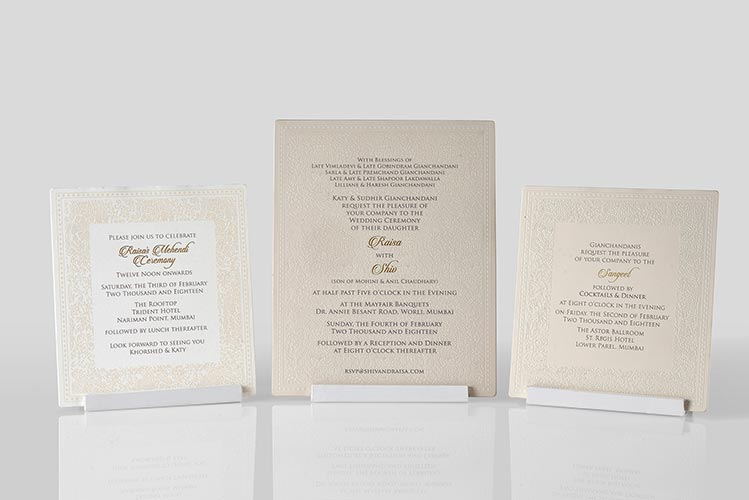 Please join us to celebrate
Raisa's Mehendi
Ceremony
Twelve Noon onwards
Saturday, the Third of February
Two Thousand and Eighteen
The Rooftop
Trident Hotel
Nariman Point, Mumbai
followed by lunch thereafter
Look forward to seeing you
Khorshed & Katy
With Blessings of
Late Vimladevi & Late Gobindram Gianchandani
Sarla & Late Premchand Gianchandani
Late Amy & Late Shapoor Lakdawalla
Lilliane & Haresh Gianchandani
Katy & Sudhir Gianchandani
request the pleasure of
your company to the
Wedding Ceremony
of their daughter
Raisa
with
Shiv
(son of Mohini & Anil Chaudhary)
at half past Five o'clock in the Evening
at the Mayfair Banquets
Dr. Annie Besant Road, Worli, Mumbai
Sunday, the Fourth of February
Two Thousand and Eighteen
followed by a Reception and Dinner
at Eight o'clock thereafter
rsvp@shivandraisa.com
Gianchandanis
request the pleasure
of your company to the
Sangeet
followed by
Cocktails & Dinner
at Eight o'clock in the evening
on Friday, the Second of February
Two Thousand and Eighteen
The Astor Ballroom
St. Regis Hotel
Lower Parel, Mumbai